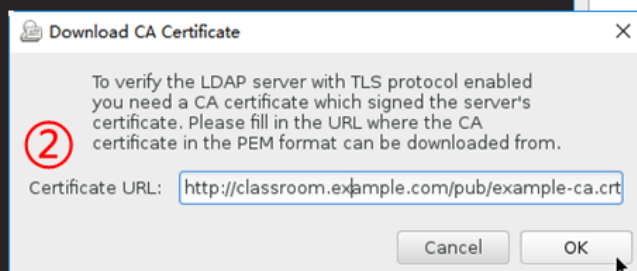 Download CA Certificate
To verify the LDAP server with TLS protocol enabled
you need a CA certificate which signed the server's
certificate. Please fill in the URL where the CA
certificate in the PEM format can be downloaded from.
②
Certificate URL: http://classroom.example.com/pub/example-ca.crt
Cancel OK